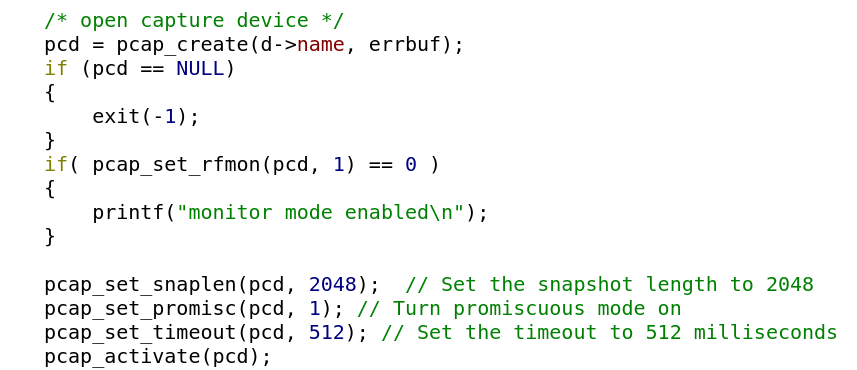 /* open capture device */
pcd = pcap_create(d->name, errbuf);
if (pcd == NULL)
{
    exit(-1);
}
if( pcap_set_rfmon(pcd, 1) == 0 )
{
    printf("monitor mode enabled\n");
}

pcap_set_snaplen(pcd, 2048);  // Set the snapshot length to 2048
pcap_set_promisc(pcd, 1); // Turn promiscuous mode on
pcap_set_timeout(pcd, 512); // Set the timeout to 512 milliseconds
pcap_activate(pcd);